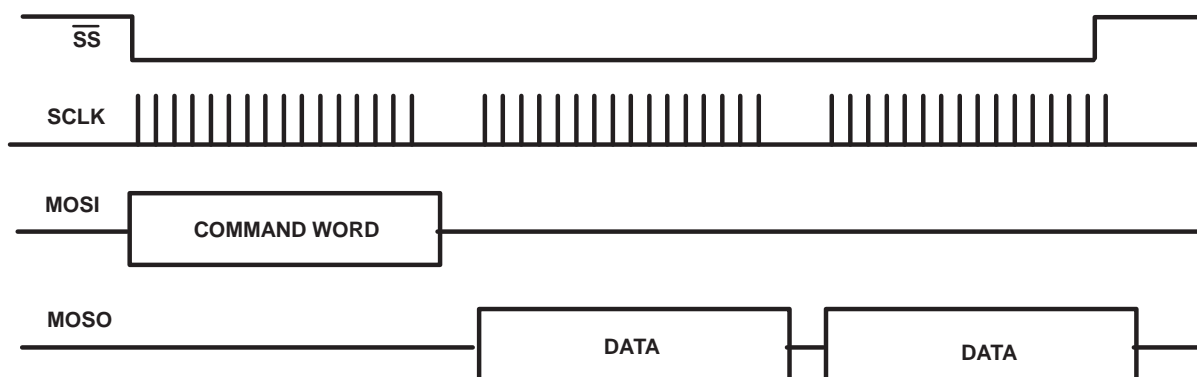 SS
SCLK
MOSI
COMMAND WORD
MOSO
DATA
DATA